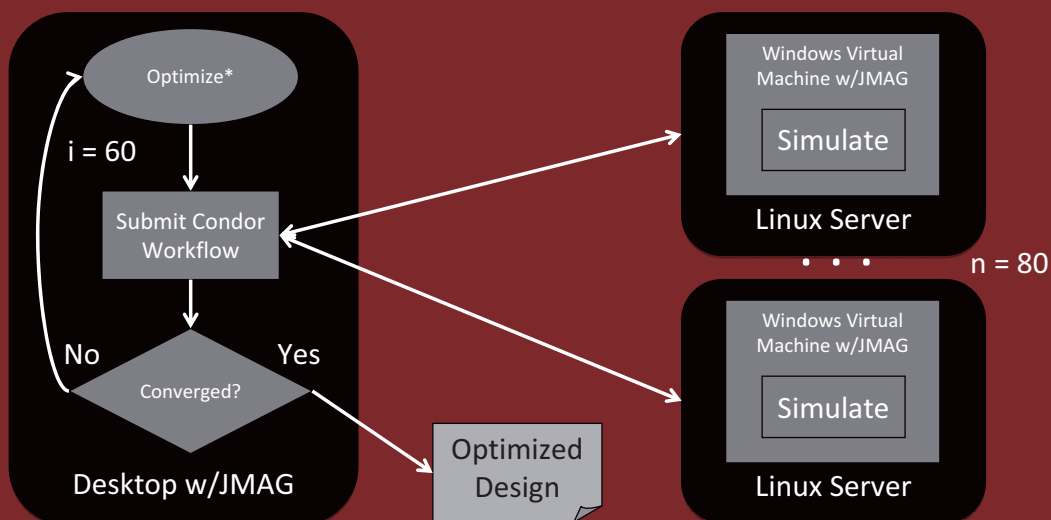 Optimize*
i = 60
Submit Condor
Workflow
No
Yes
Converged?
Desktop w/JMAG
Optimized
Design
Windows Virtual
Machine w/JMAG
Simulate
Linux Server
. . .
n = 80
Windows Virtual
Machine w/JMAG
Simulate
Linux Server